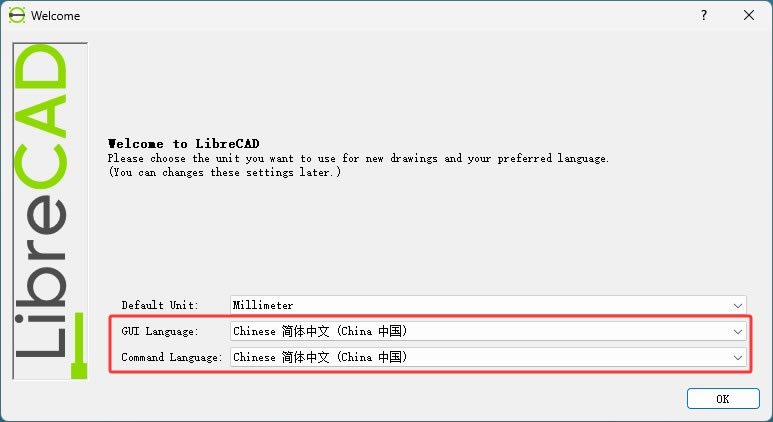 Welcome
LibreCAD
Welcome to LibreCAD
Please choose the unit you want to use for new drawings and your preferred language.
(You can changes these settings later.)
Default Unit: Millimeter
GUI Language: Chinese 简体中文 (China 中国)
Command Language: Chinese 简体中文 (China 中国)
OK